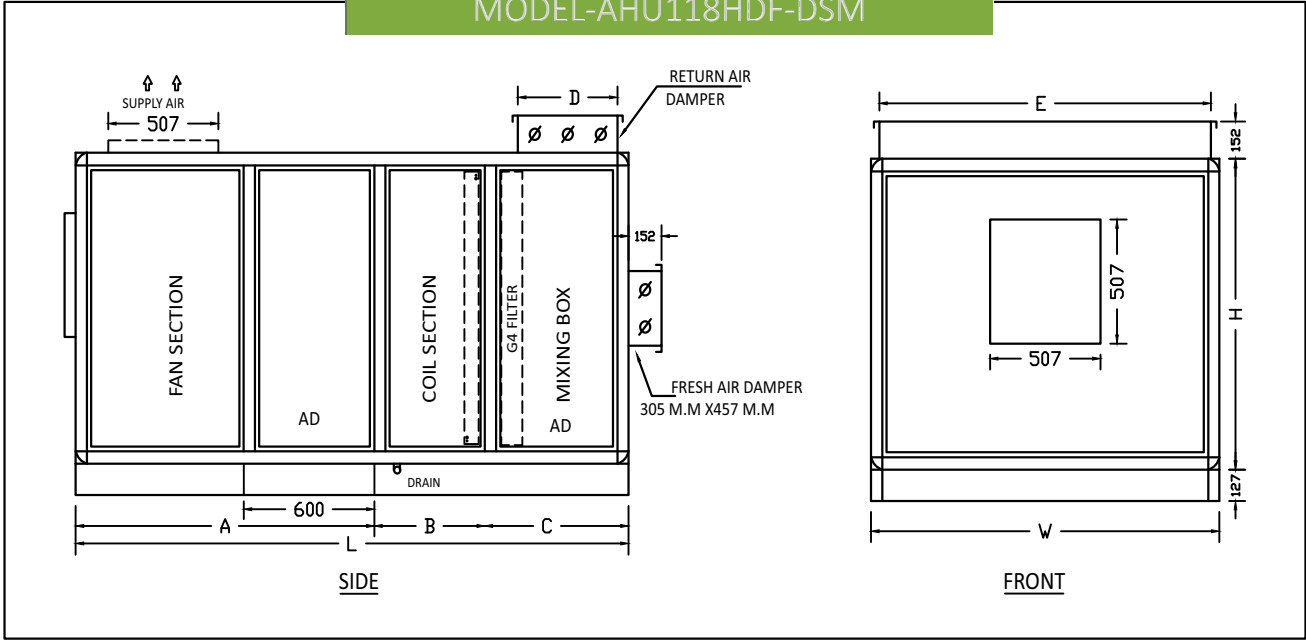 MODEL-AHU118HDF-DSM
SUPPLY AIR
507
D
RETURN AIR
DAMPER
152
FAN SECTION
AD
COIL SECTION
G4 FILTER
MIXING BOX
AD
FRESH AIR DAMPER
305 M.M X457 M.M
DRAIN
600
A
B
C
L
SIDE
E
152
507
507
H
127
W
FRONT